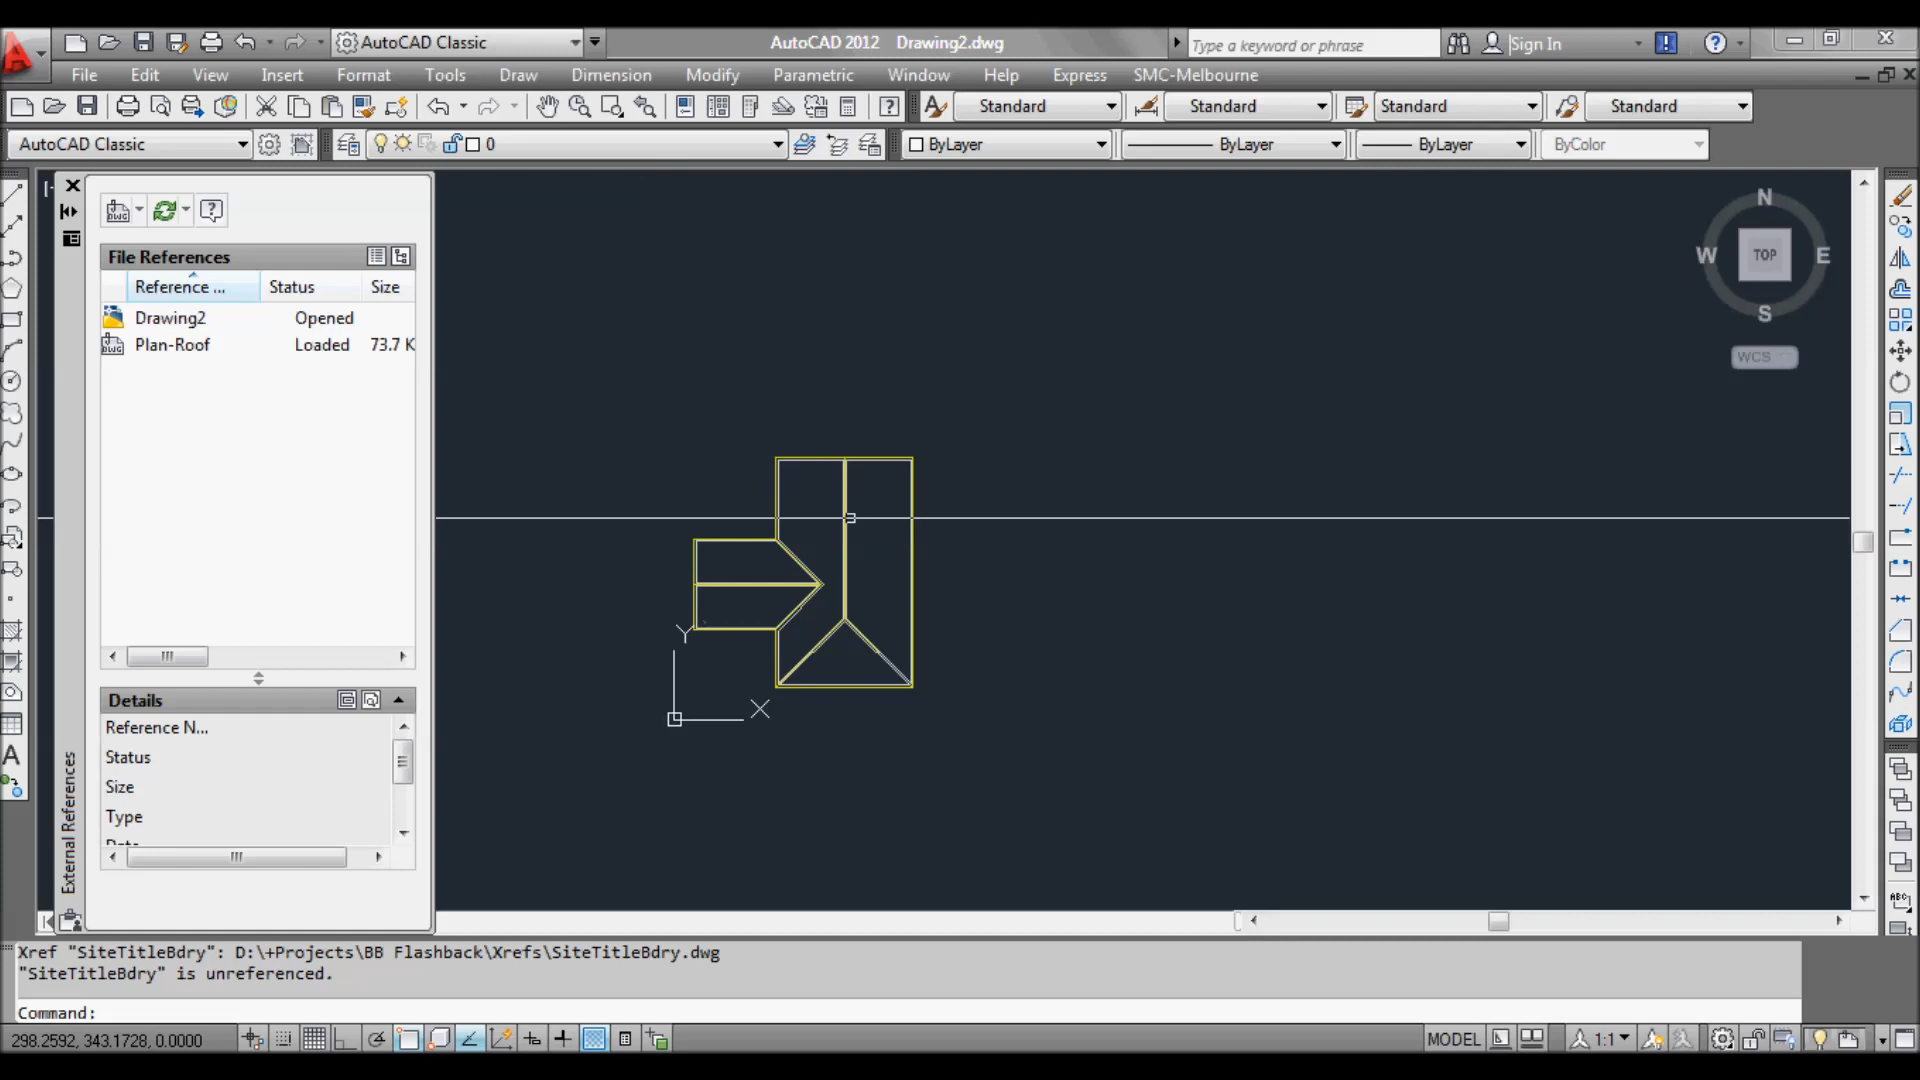 AutoCAD Classic
AutoCAD 2012 Drawing2.dwg
Type a keyword or phrase
Sign In
File Edit View Insert Format Tools Draw Dimension Modify Parametric Window Help Express SMC-Melbourne
Standard Standard Standard Standard
AutoCAD Classic
0
ByLayer ByLayer ByLayer ByColor
File References
Reference ... Status Size
Drawing2 Opened
Plan-Roof Loaded 73.7 K
Details
Reference N...
Status
Size
Type
External References
N
W TOP E
S
WCS
Y
X
Xref "SiteTitleBdry": D:\+Projects\BB Flashback\Xrefs\SiteTitleBdry.dwg
"SiteTitleBdry" is unreferenced.
Command:
298.2592, 343.1728, 0.0000
MODEL 1:1